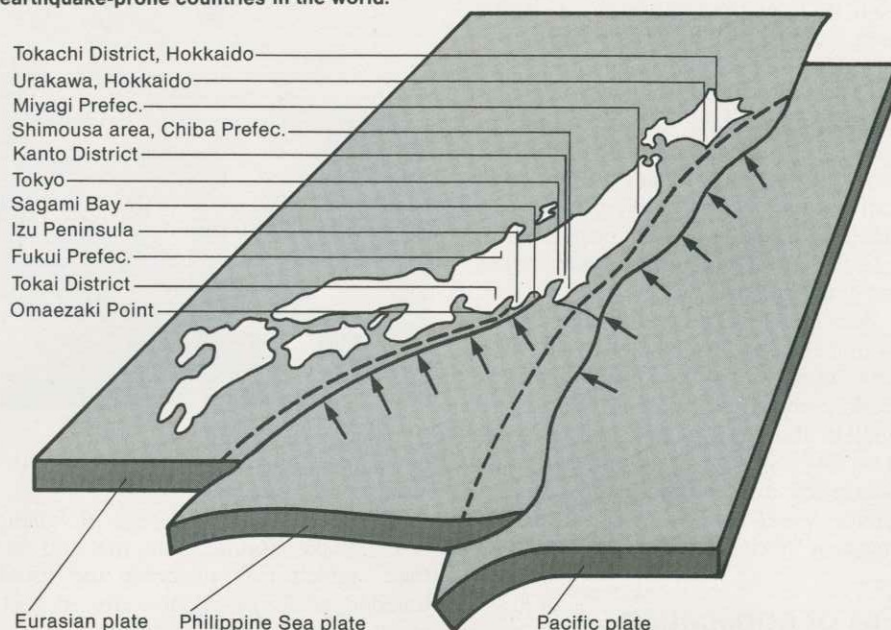 earthquake-prone countries in the world.
Tokachi District, Hokkaido
Urakawa, Hokkaido
Miyagi Prefec.
Shimousa area, Chiba Prefec.
Kanto District
Tokyo
Sagami Bay
Izu Peninsula
Fukui Prefec.
Tokai District
Omaezaki Point
Eurasian plate
Philippine Sea plate
Pacific plate